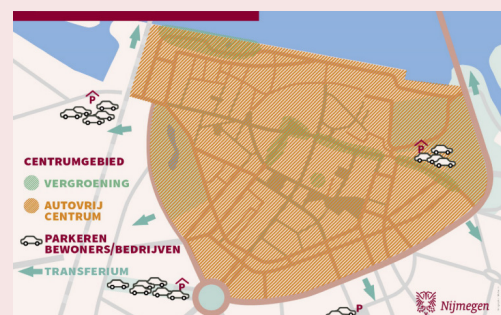 P
P
CENTRUMGEBIED
VERGROENING
AUTOVRIJ
CENTRUM
PARKEREN
BEWONERS/BEDRIJVEN
TRANSFERIUM
P
P
Nijmegen